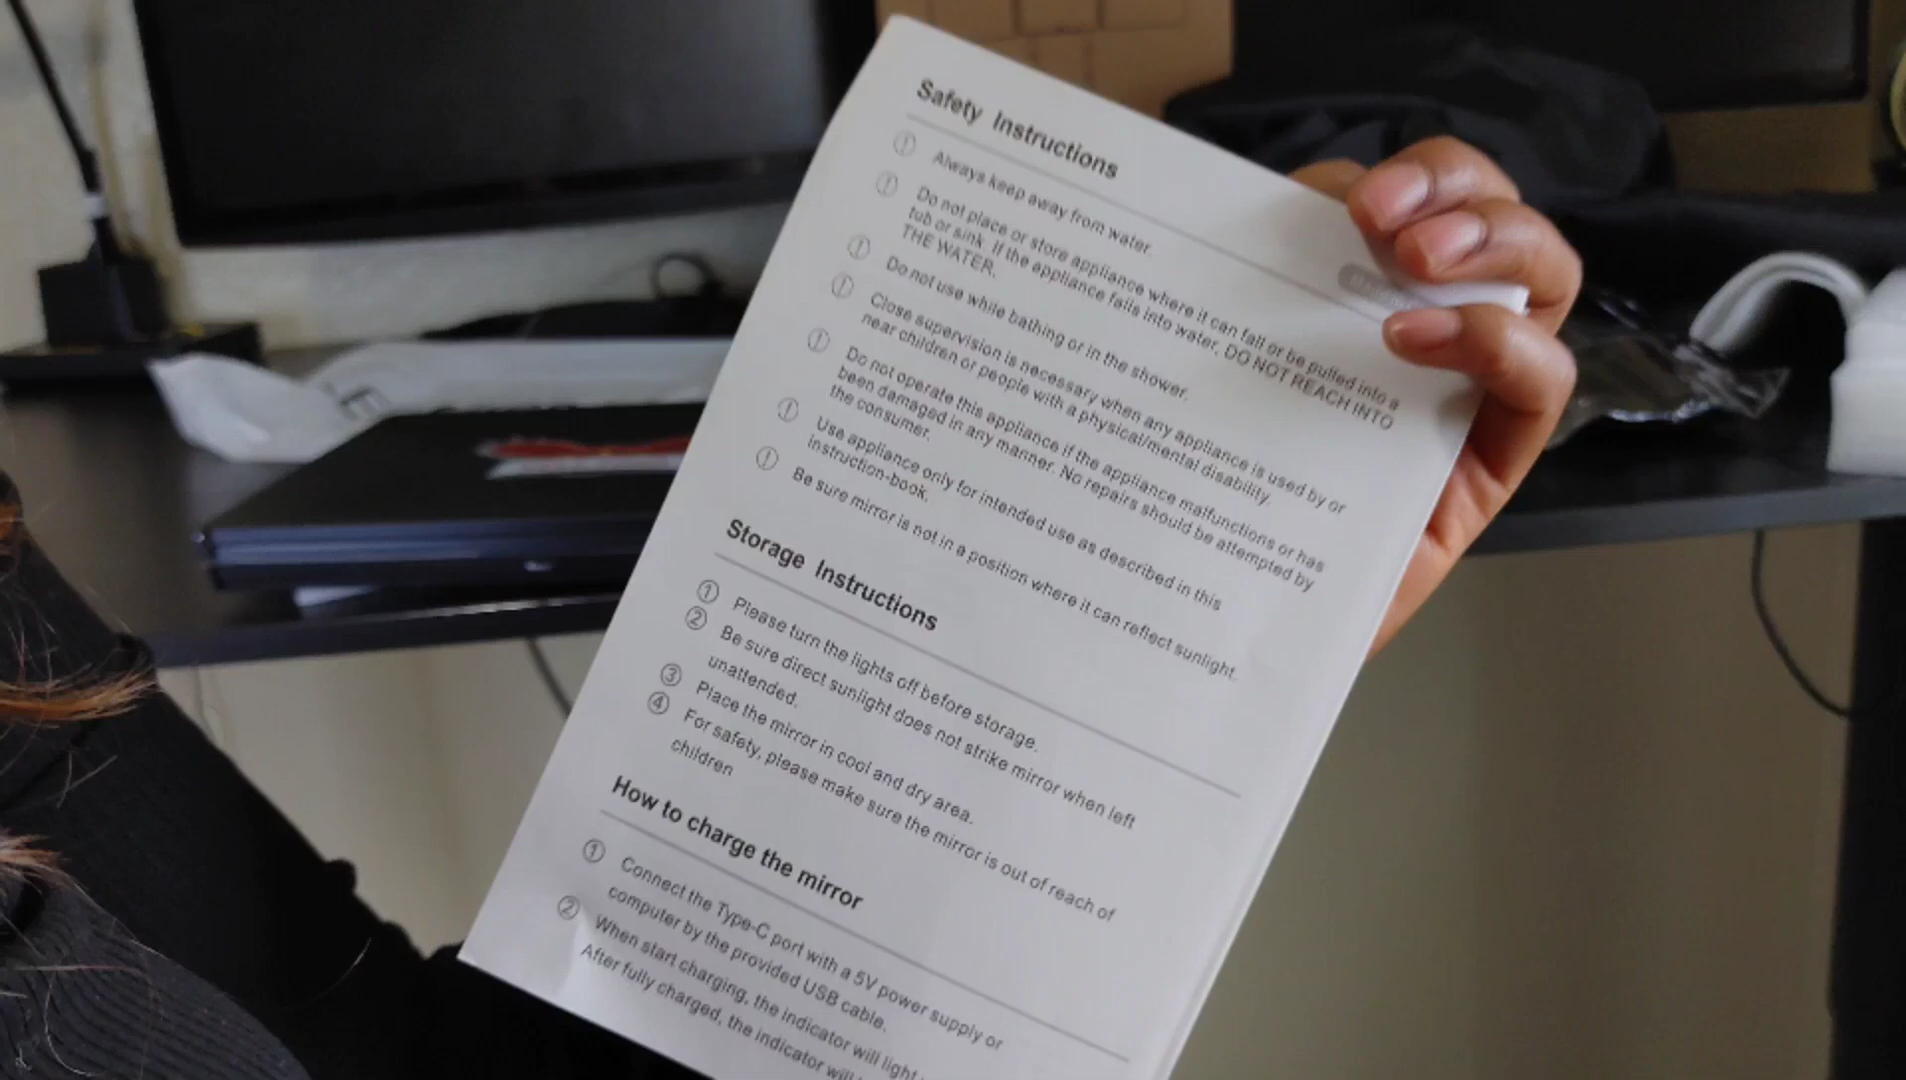 Safety Instructions
Always keep away from water.
Do not place or store appliance where it can fall or be pulled into a
tub or sink. If the appliance falls into water, DO NOT REACH INTO
THE WATER.
Do not use while bathing or in the shower.
Close supervision is necessary when any appliance is used by or
near children or people with a physical/mental disability.
Do not operate this appliance if the appliance malfunctions or has
been damaged in any manner. No repairs should be attempted by
the consumer.
Use appliance only for intended use as described in this
instruction-book.
Be sure mirror is not in a position where it can reflect sunlight.
Storage Instructions
① Please turn the lights off before storage.
② Be sure direct sunlight does not strike mirror when left
unattended.
③ Place the mirror in cool and dry area.
④ For safety, please make sure the mirror is out of reach of
children
How to charge the mirror
① Connect the Type-C port with a 5V power supply or
computer by the provided USB cable.
② When start charging, the indicator will light
After fully charged, the indicator will